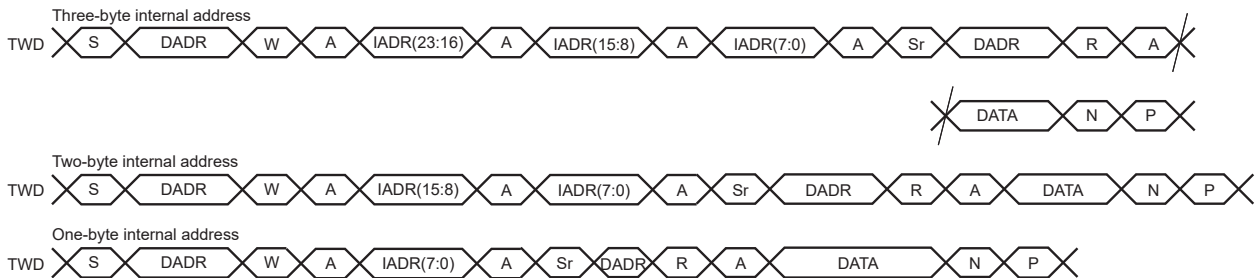 Three-byte internal address
TWD S DADR W A IADR(23:16) A IADR(15:8) A IADR(7:0) A Sr DADR R A
DATA N P
Two-byte internal address
TWD S DADR W A IADR(15:8) A IADR(7:0) A Sr DADR R A DATA N P
One-byte internal address
TWD S DADR W A IADR(7:0) A Sr DADR R A DATA N P